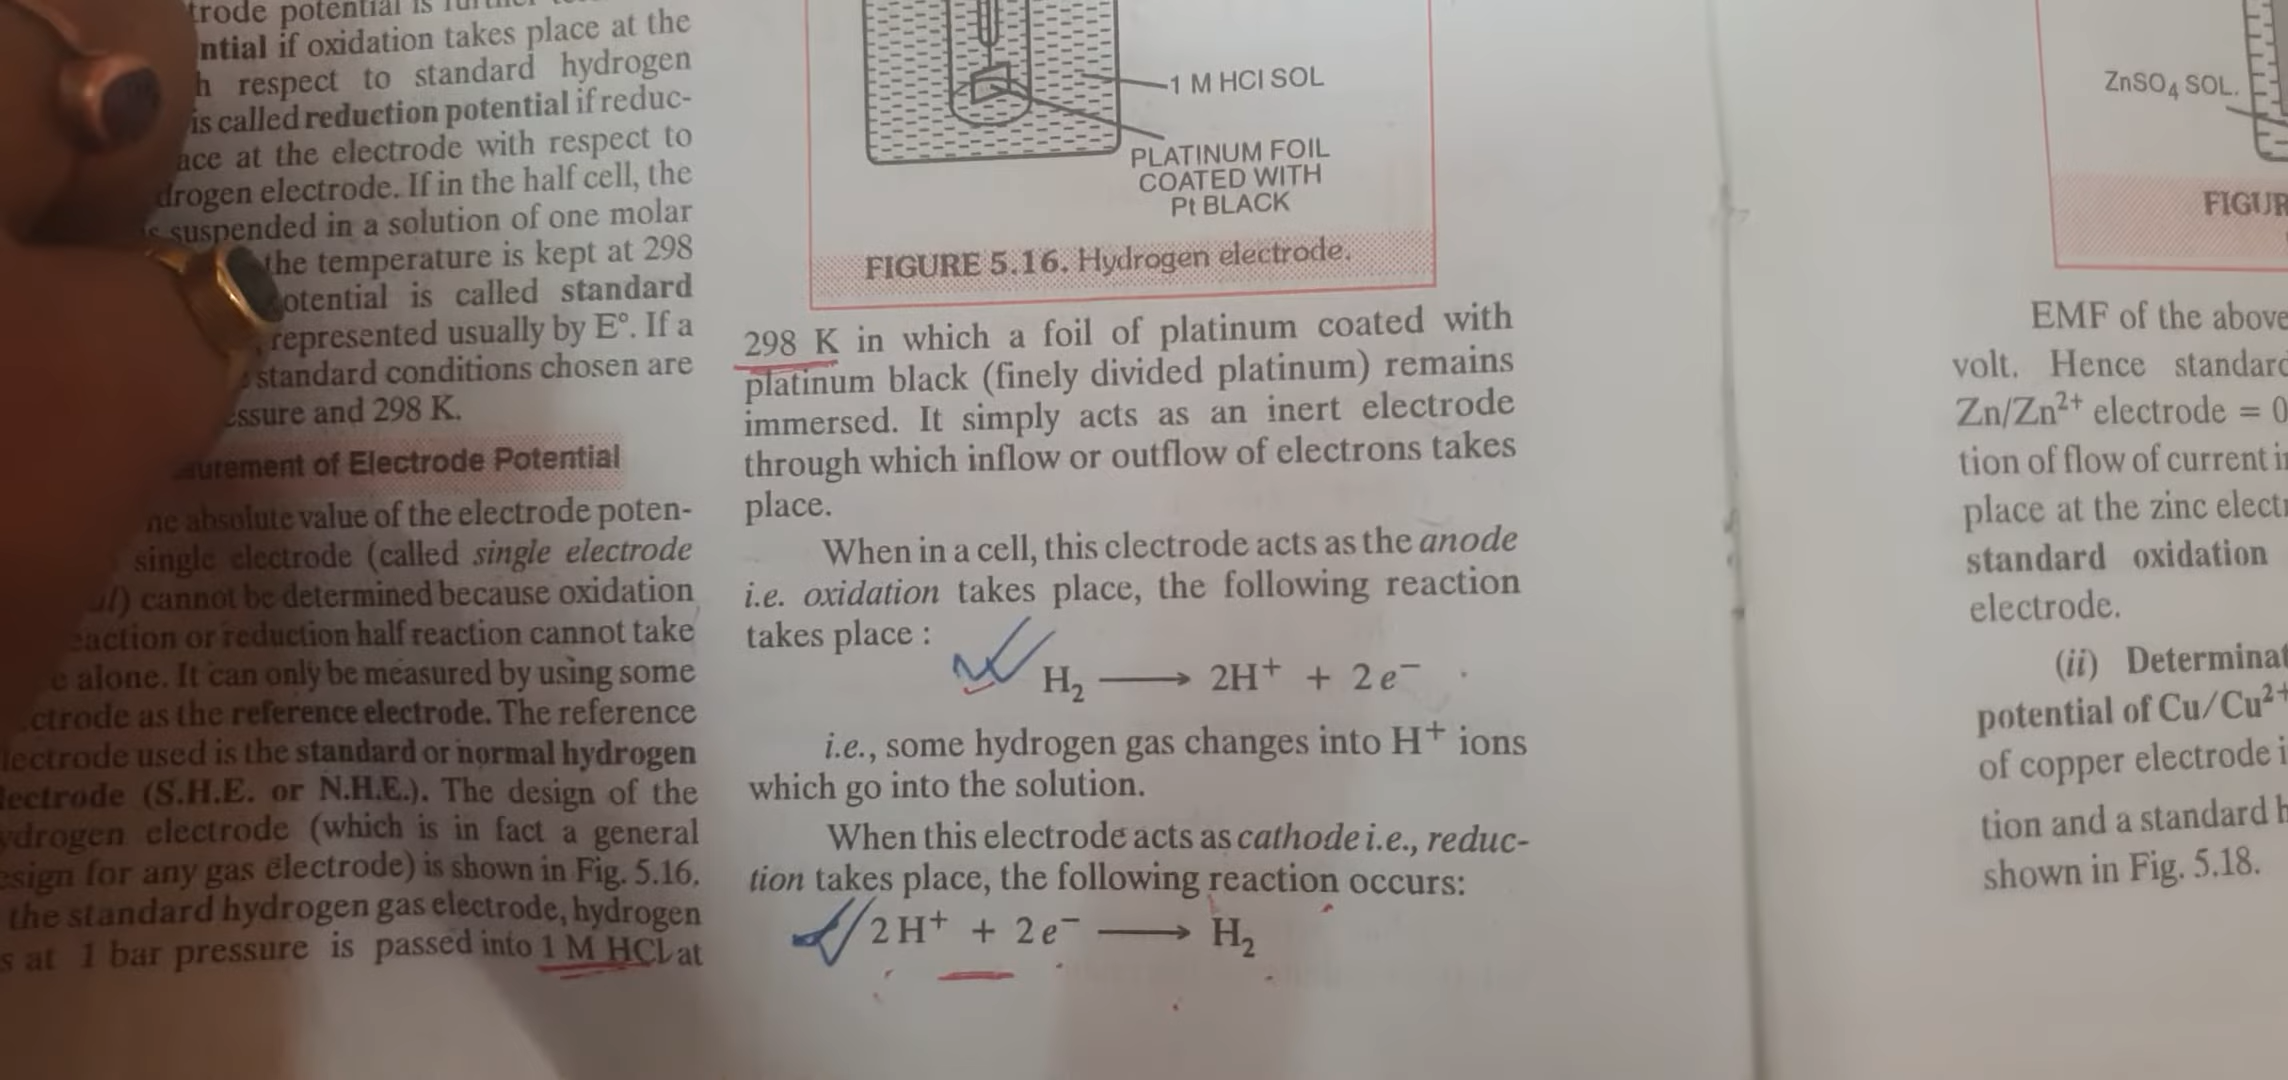 ntial if oxidation takes place at the
h respect to standard hydrogen
is called reduction potential if reduc-
ace at the electrode with respect to
drogen electrode. If in the half cell, the
suspended in a solution of one molar
the temperature is kept at 298
otential is called standard
represented usually by E°. If a
standard conditions chosen are
ssure and 298 K.
urement of Electrode Potential
absolute value of the electrode poten-
single electrode (called single electrode
cannot be determined because oxidation
eaction or reduction half reaction cannot take
e alone. It can only be measured by using some
ctrode as the reference electrode. The reference
lectrode used is the standard or normal hydrogen
lectrode (S.H.E. or N.H.E.). The design of the
ydrogen electrode (which is in fact a general
esign for any gas electrode) is shown in Fig. 5.16.
the standard hydrogen gas electrode, hydrogen
s at 1 bar pressure is passed into 1 M HCl at
1 M HCl SOL
PLATINUM FOIL
COATED WITH
Pt BLACK
FIGURE 5.16. Hydrogen electrode.
298 K in which a foil of platinum coated with
platinum black (finely divided platinum) remains
immersed. It simply acts as an inert electrode
through which inflow or outflow of electrons takes
place.
When in a cell, this electrode acts as the anode
i.e. oxidation takes place, the following reaction
takes place :
H₂ ⟶ 2H⁺ + 2e⁻
i.e., some hydrogen gas changes into H⁺ ions
which go into the solution.
When this electrode acts as cathode i.e., reduc-
tion takes place, the following reaction occurs:
2H⁺ + 2e⁻ ⟶ H₂
ZnSO₄ SOL.
FIGUR
EMF of the above
volt. Hence standard
Zn/Zn²⁺ electrode = 0
tion of flow of current i
place at the zinc elect
standard oxidation
electrode.
(ii) Determinat
potential of Cu/Cu²⁺
of copper electrode i
tion and a standard h
shown in Fig. 5.18.